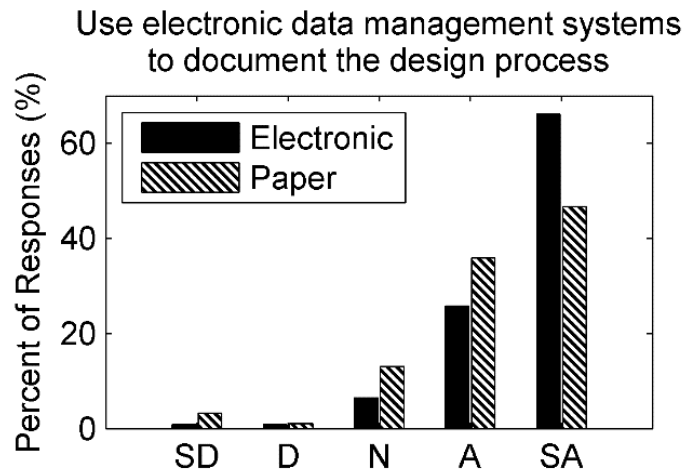 Use electronic data management systems
to document the design process
Percent of Responses (%)
60
40
20
0
Electronic
Paper
SD D N A SA